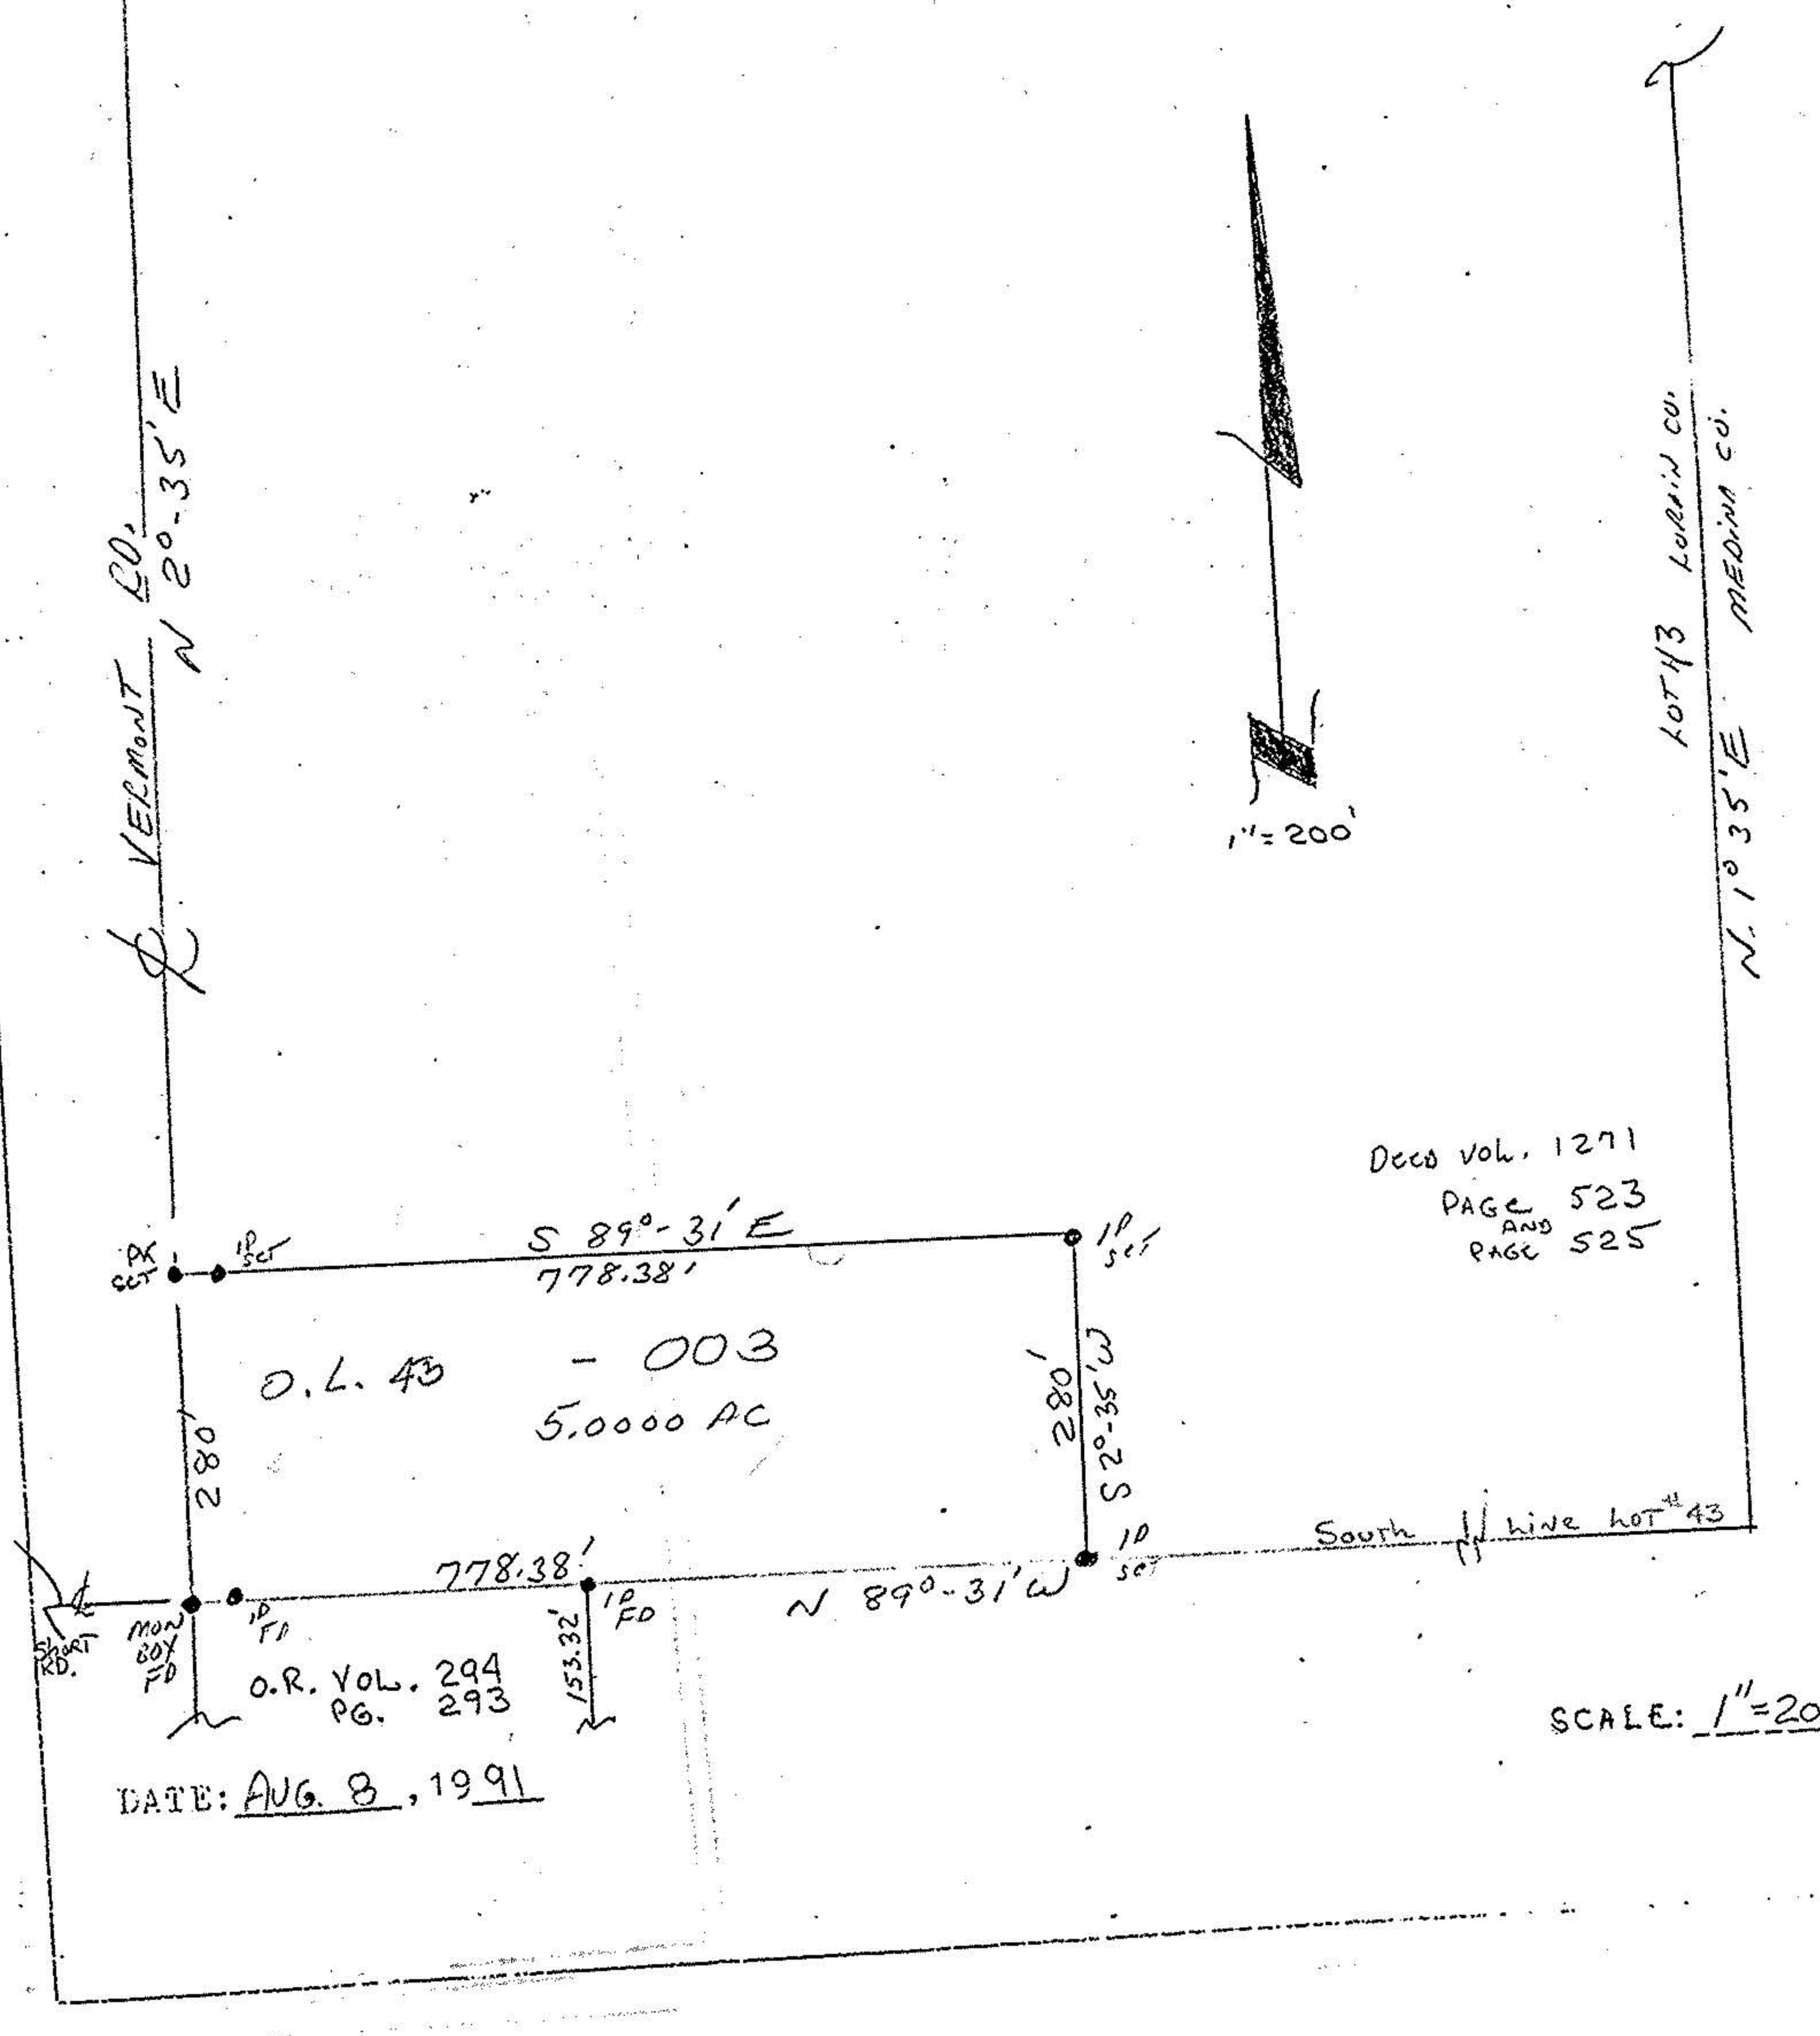 VERMONT RD.
N 2°-35' E
1"=200'
LOT 43 LORAIN CO.
MEDINA CO.
N. 1° 35' E
DEED VOL. 1271
PAGE 523
AND
PAGE 525
PK
SET
IP
SET
S 89°-31' E
778.38'
IP
SET
O.L. 43 - 003
5.0000 AC
280'
280'
S 2°-35' W
778.38'
N 89°-31' W
IP
SET
South Line LOT #43
SHORT
RD.
MON
BOX
FD
IP
FD
IP
FD
153.32'
O.R. VOL. 294
PG. 293
SCALE: 1"=20
DATE: AUG. 8, 1991